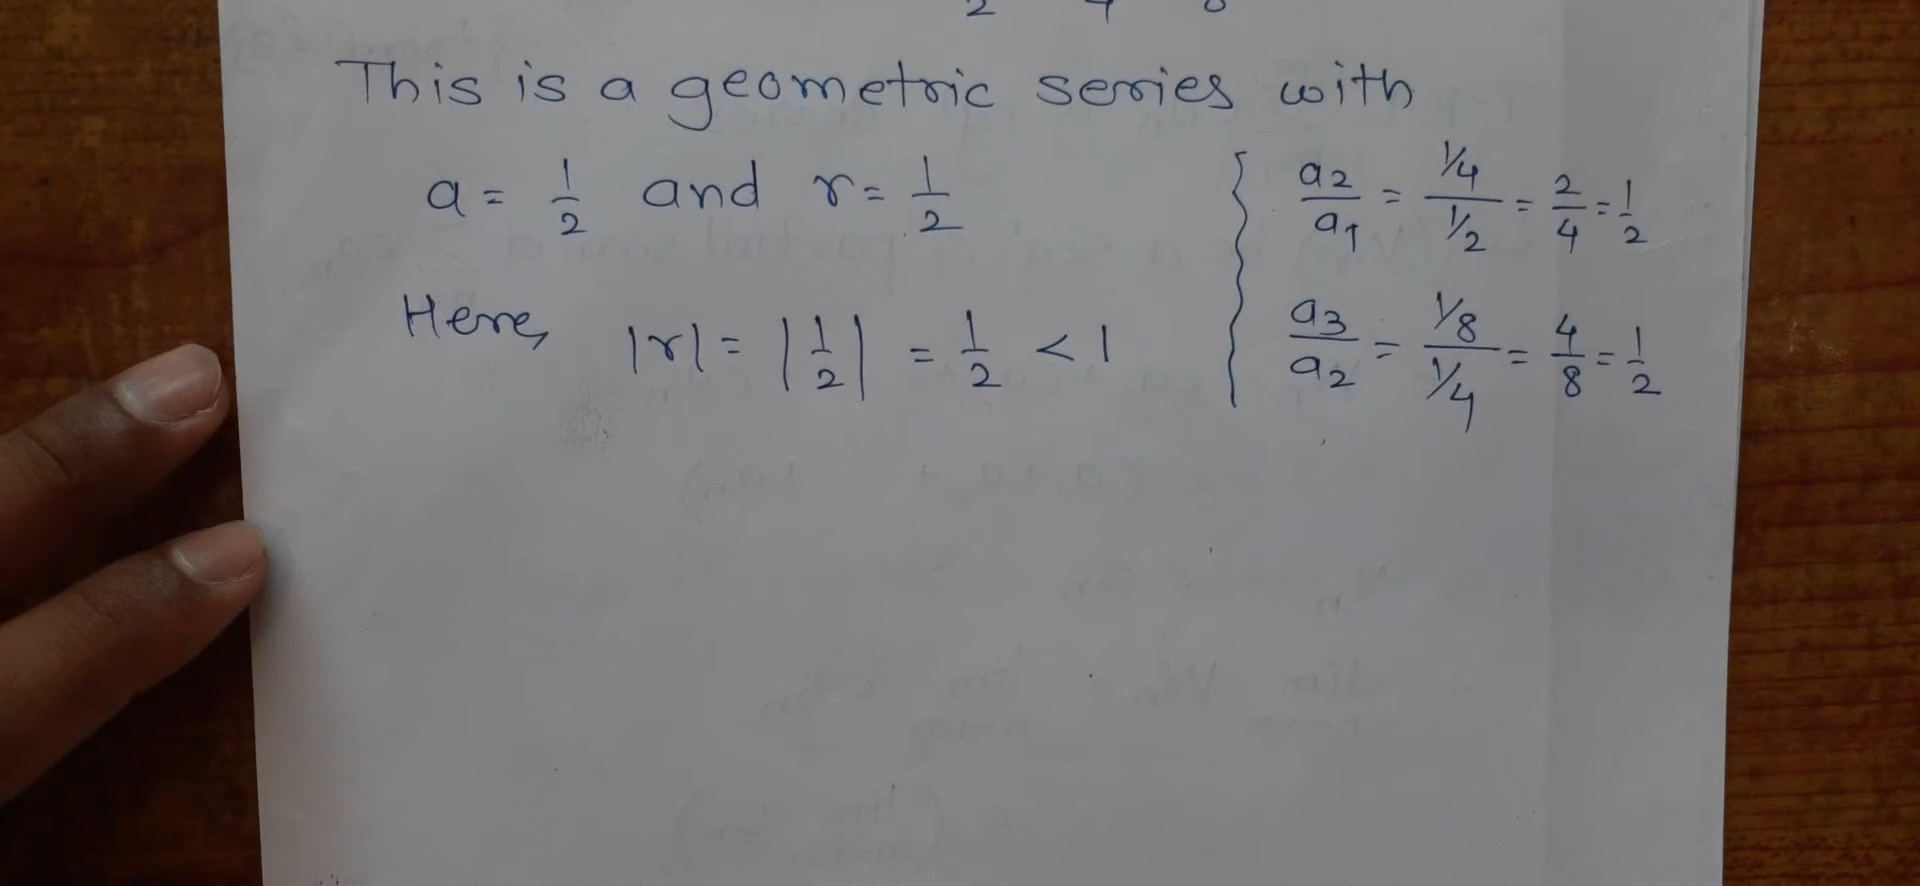 This is a geometric series with
a = 1/2 and r = 1/2
Here, |r| = |1/2| = 1/2 < 1
a2/a1 = 1/4 / 1/2 = 2/4 = 1/2
a3/a2 = 1/8 / 1/4 = 4/8 = 1/2